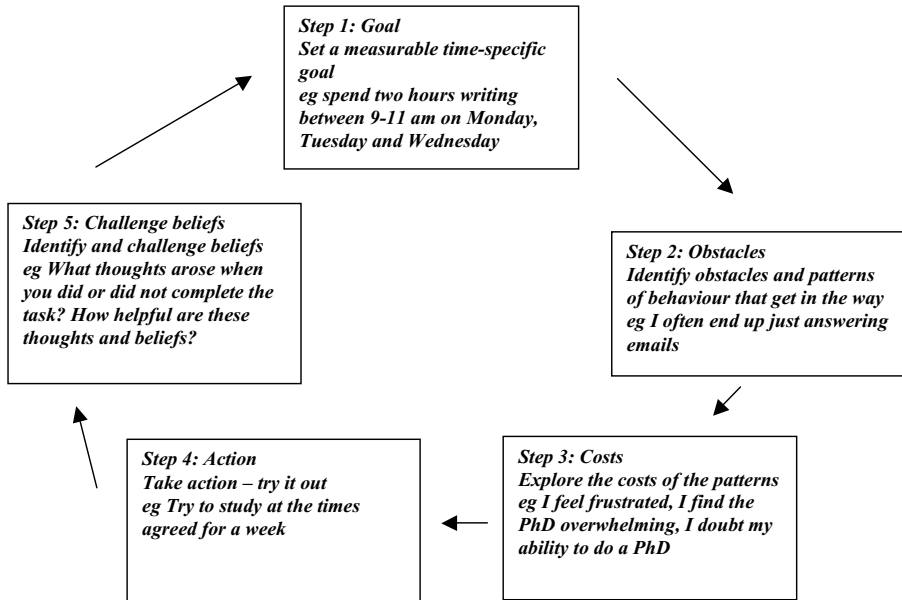 Step 1: Goal
Set a measurable time-specific
goal
eg spend two hours writing
between 9-11 am on Monday,
Tuesday and Wednesday
Step 2: Obstacles
Identify obstacles and patterns
of behaviour that get in the way
eg I often end up just answering
emails
Step 3: Costs
Explore the costs of the patterns
eg I feel frustrated, I find the
PhD overwhelming, I doubt my
ability to do a PhD
Step 4: Action
Take action – try it out
eg Try to study at the times
agreed for a week
Step 5: Challenge beliefs
Identify and challenge beliefs
eg What thoughts arose when
you did or did not complete the
task? How helpful are these
thoughts and beliefs?